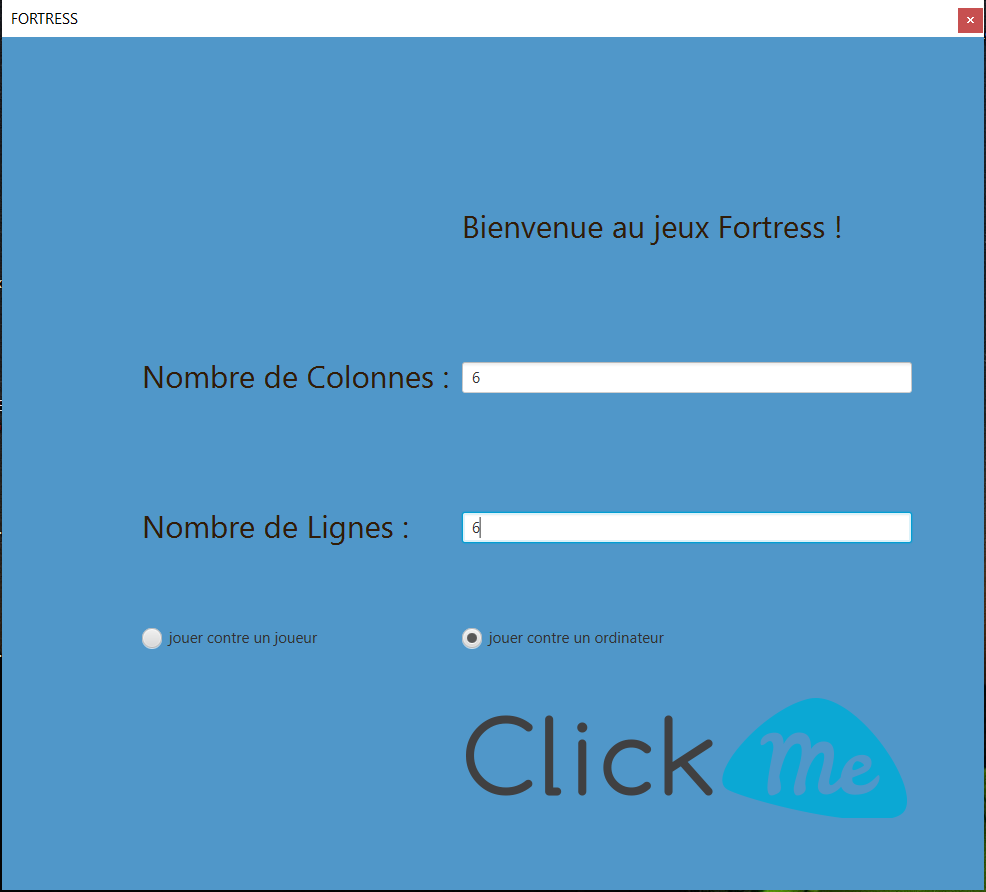 FORTRESS
Bienvenue au jeux Fortress !
Nombre de Colonnes : 6
Nombre de Lignes : 6
jouer contre un joueur jouer contre un ordinateur
Click Me